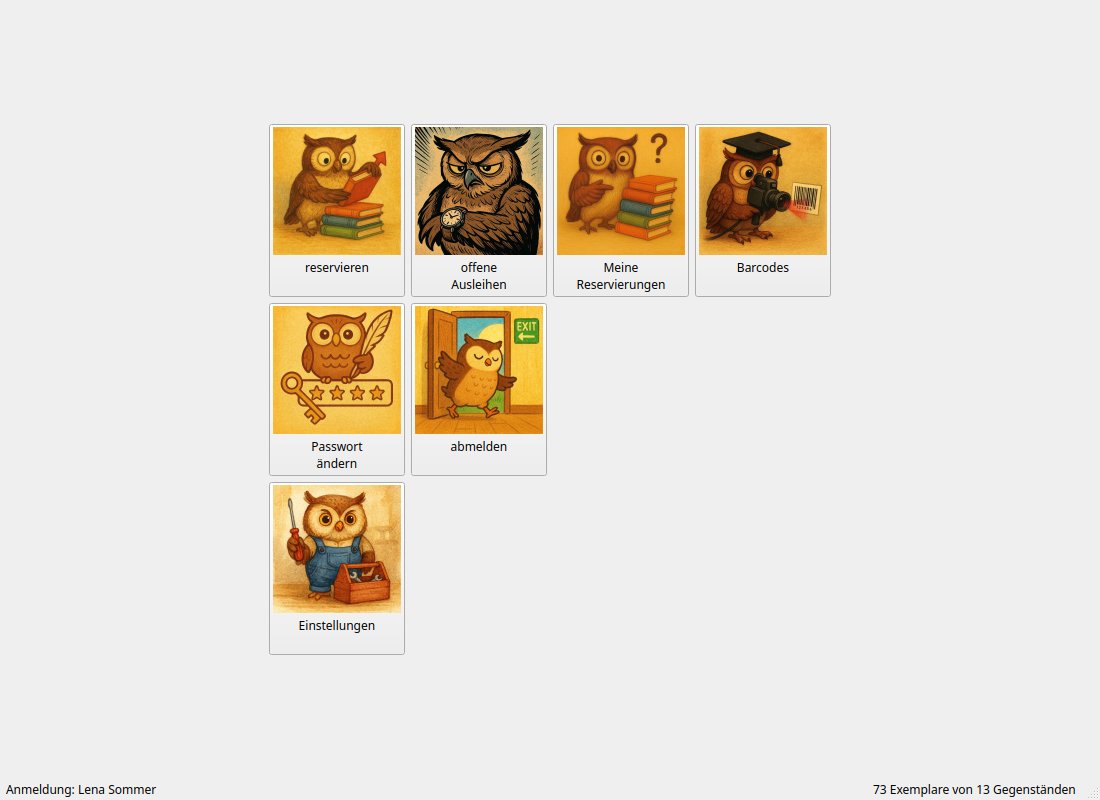 ?
reservieren
offene
Ausleihen
Meine
Reservierungen
Barcodes
EXIT
Passwort
ändern
abmelden
Einstellungen
Anmeldung: Lena Sommer
73 Exemplare von 13 Gegenständen